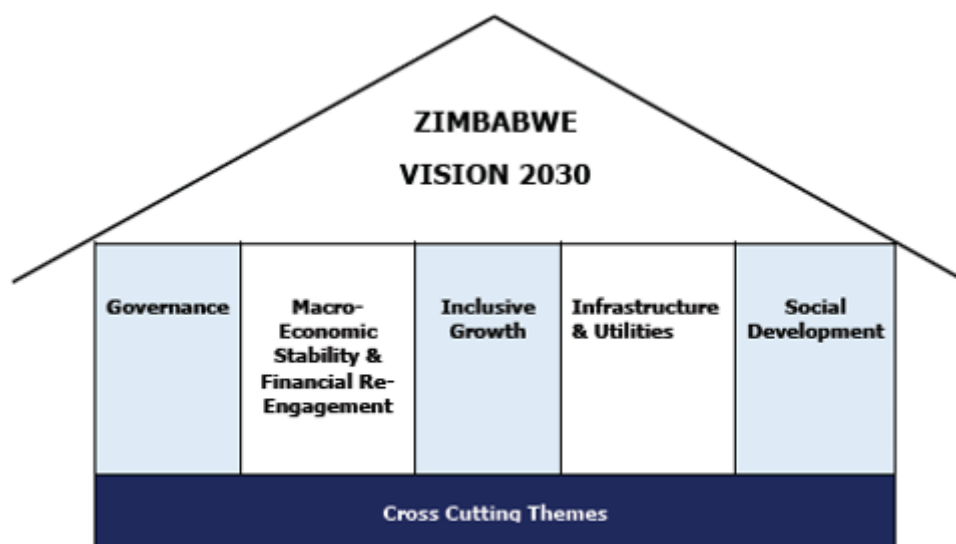 ZIMBABWE
VISION 2030
Governance
Macro-
Economic
Stability &
Financial Re-
Engagement
Inclusive
Growth
Infrastructure
& Utilities
Social
Development
Cross Cutting Themes